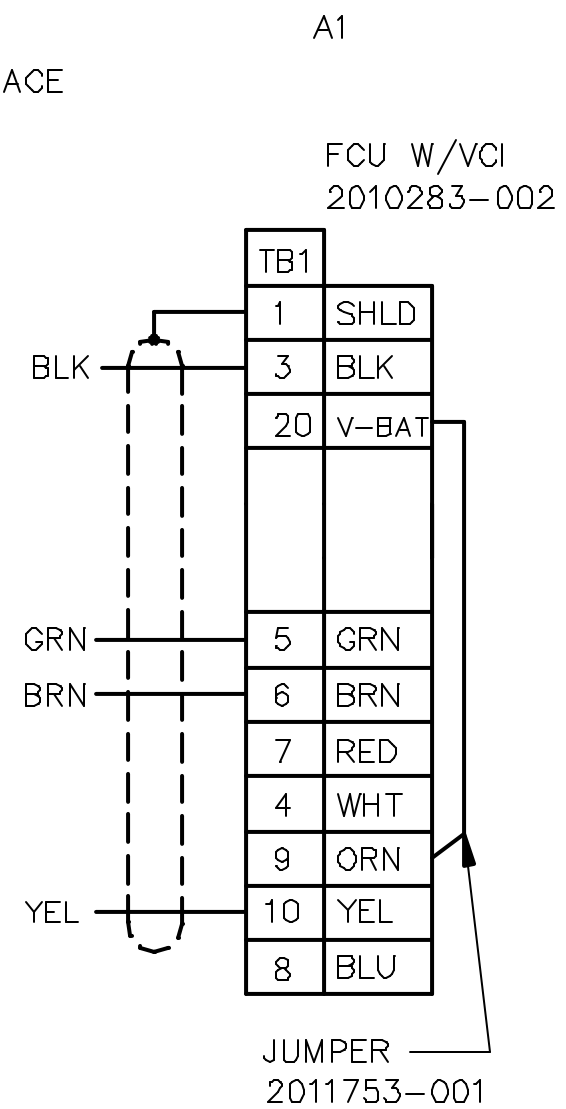 A1
ACE
FCU W/VCI
2010283-002
TB1
1 SHLD
BLK 3 BLK
20 V-BAT
GRN 5 GRN
BRN 6 BRN
7 RED
4 WHT
9 ORN
YEL 10 YEL
8 BLU
JUMPER
2011753-001